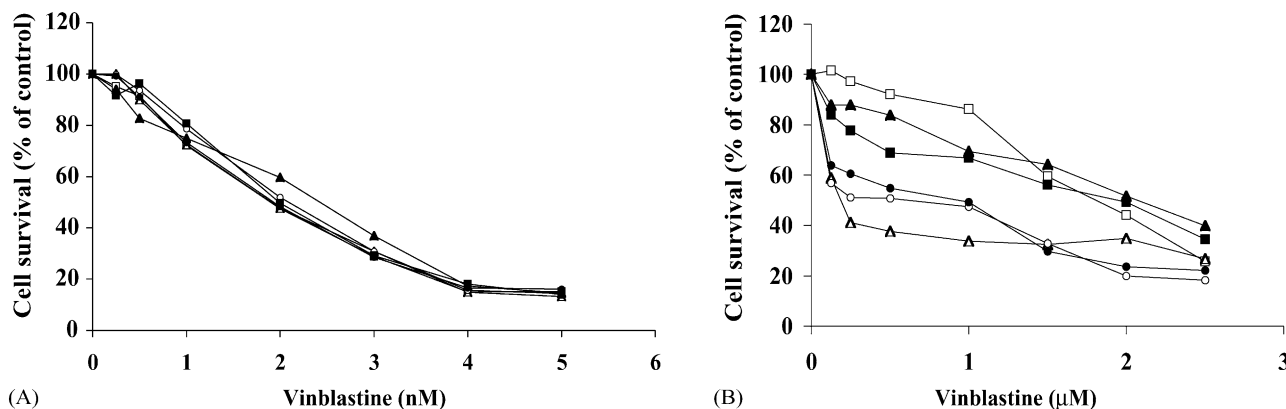 120
100
80
60
40
20
0
Cell survival (% of control)
0 1 2 3 4 5 6
(A) Vinblastine (nM)
120
100
80
60
40
20
0
Cell survival (% of control)
0 1 2 3
(B) Vinblastine (μM)